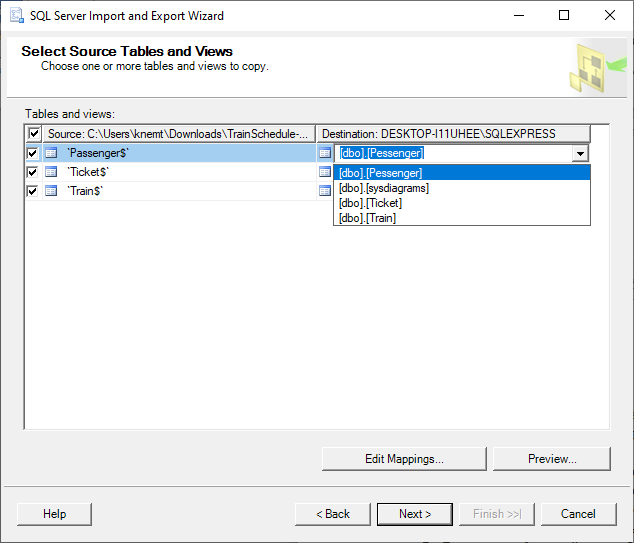 SQL Server Import and Export Wizard
Select Source Tables and Views
Choose one or more tables and views to copy.
Tables and views:
Source: C:\Users\knemt\Downloads\TrainSchedule-... Destination: DESKTOP-I11UHEE\SQLEXPRESS
`Passenger$` [dbo].[Pessenger]
`Ticket$` [dbo].[Pessenger]
[dbo].[sysdiagrams]
`Train$` [dbo].[Ticket]
[dbo].[Train]
Edit Mappings... Preview...
Help < Back Next > Finish >>| Cancel